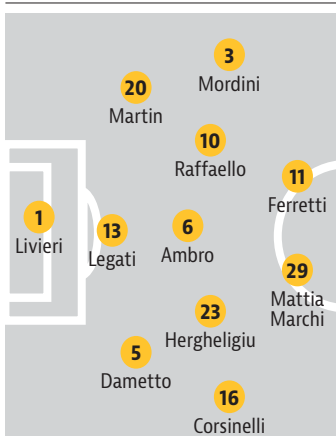 3
Mordini
20
Martin
10
Raffaello
11
Ferretti
1
Livieri
13
Legati
6
Ambro
29
Mattia
Marchi
23
Hergheligiu
5
Dametto
16
Corsinelli